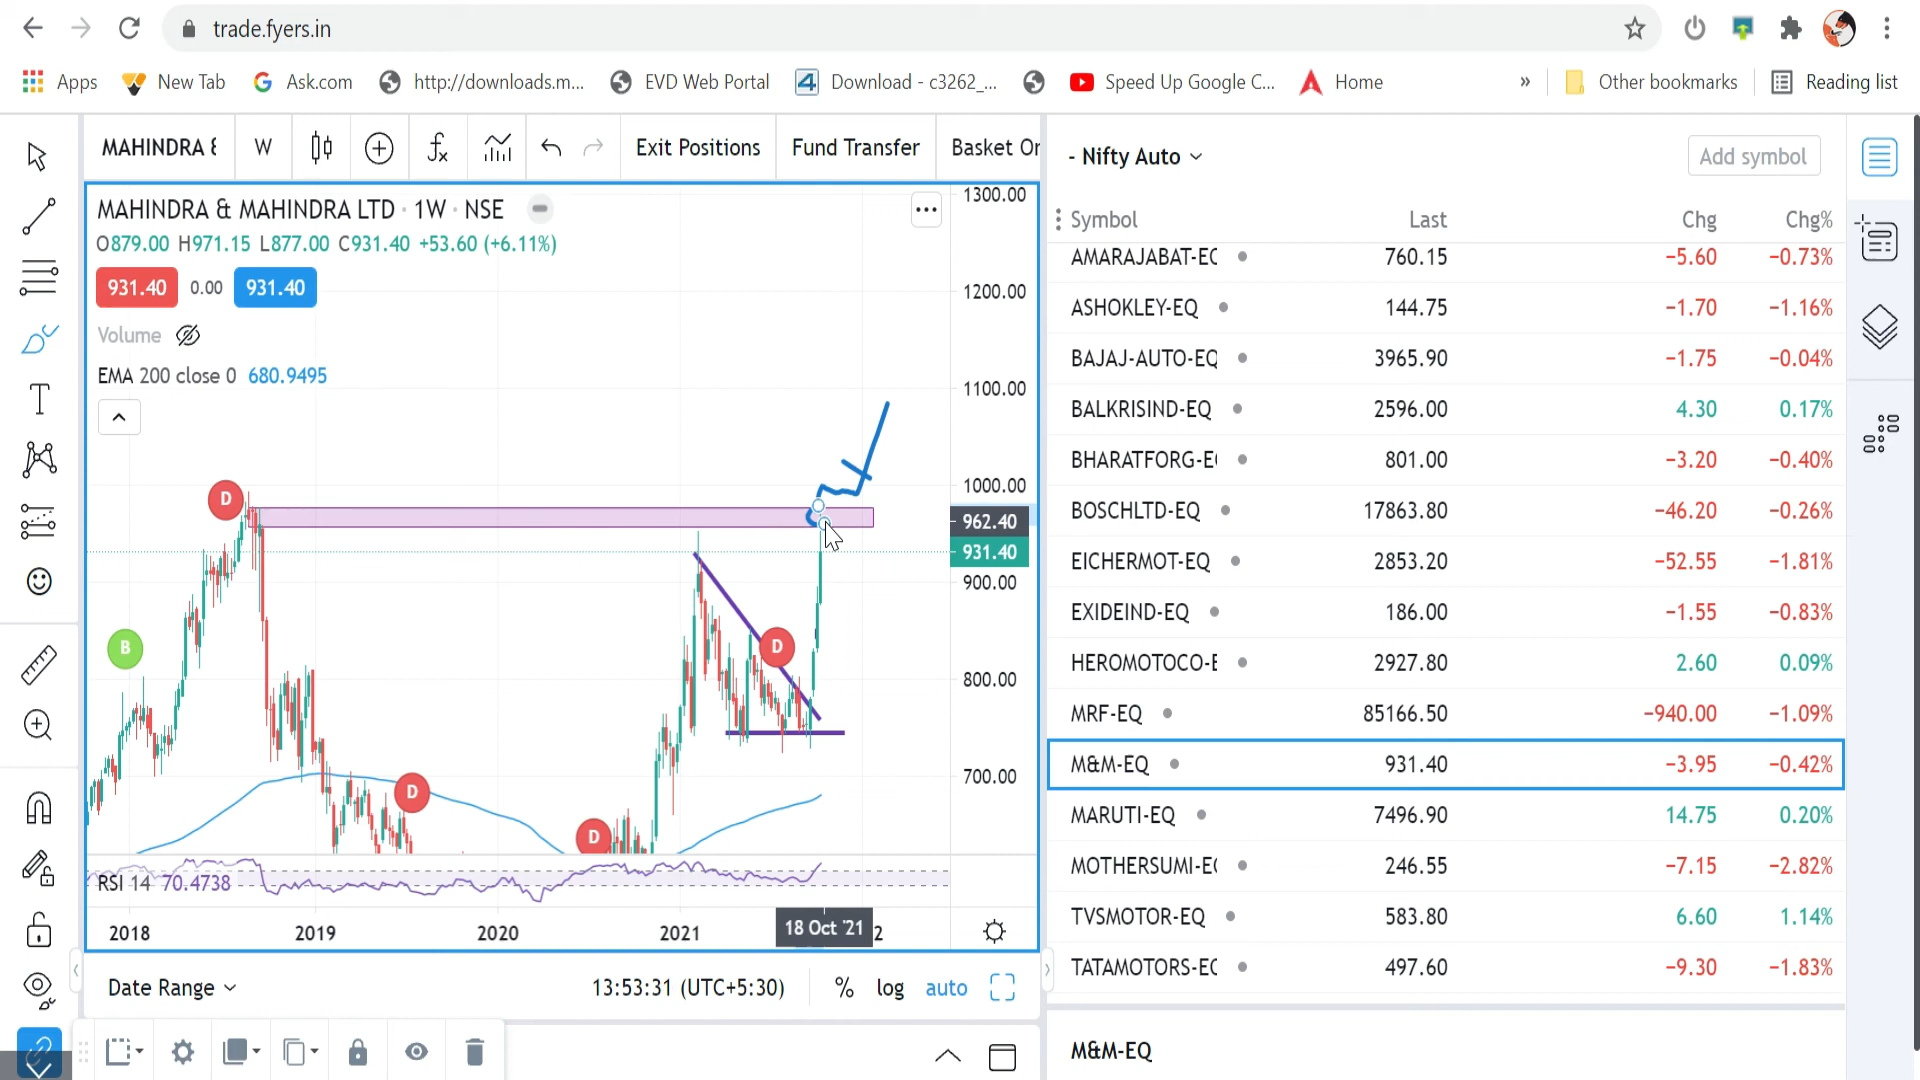 trade.fyers.in
Apps New Tab Ask.com http://downloads.m... EVD Web Portal Download - c3262_... Speed Up Google C... Home » Other bookmarks Reading list
MAHINDRA & W Exit Positions Fund Transfer Basket Or
- Nifty Auto Add symbol
MAHINDRA & MAHINDRA LTD · 1W · NSE
O879.00 H971.15 L877.00 C931.40 +53.60 (+6.11%)
931.40 0.00 931.40
Volume
EMA 200 close 0 680.9495
1300.00
1200.00
1100.00
1000.00
962.40
931.40
900.00
800.00
700.00
D
B
D
D
D
RSI 14 70.4738
2018 2019 2020 2021 18 Oct '21 2
Date Range 13:53:31 (UTC+5:30) % log auto
Symbol Last Chg Chg%
AMARAJABAT-EQ 760.15 −5.60 −0.73%
ASHOKLEY-EQ 144.75 −1.70 −1.16%
BAJAJ-AUTO-EQ 3965.90 −1.75 −0.04%
BALKRISIND-EQ 2596.00 4.30 0.17%
BHARATFORG-E 801.00 −3.20 −0.40%
BOSCHLTD-EQ 17863.80 −46.20 −0.26%
EICHERMOT-EQ 2853.20 −52.55 −1.81%
EXIDEIND-EQ 186.00 −1.55 −0.83%
HEROMOTOCO-E 2927.80 2.60 0.09%
MRF-EQ 85166.50 −940.00 −1.09%
M&M-EQ 931.40 −3.95 −0.42%
MARUTI-EQ 7496.90 14.75 0.20%
MOTHERSUMI-EQ 246.55 −7.15 −2.82%
TVSMOTOR-EQ 583.80 6.60 1.14%
TATAMOTORS-EQ 497.60 −9.30 −1.83%
M&M-EQ